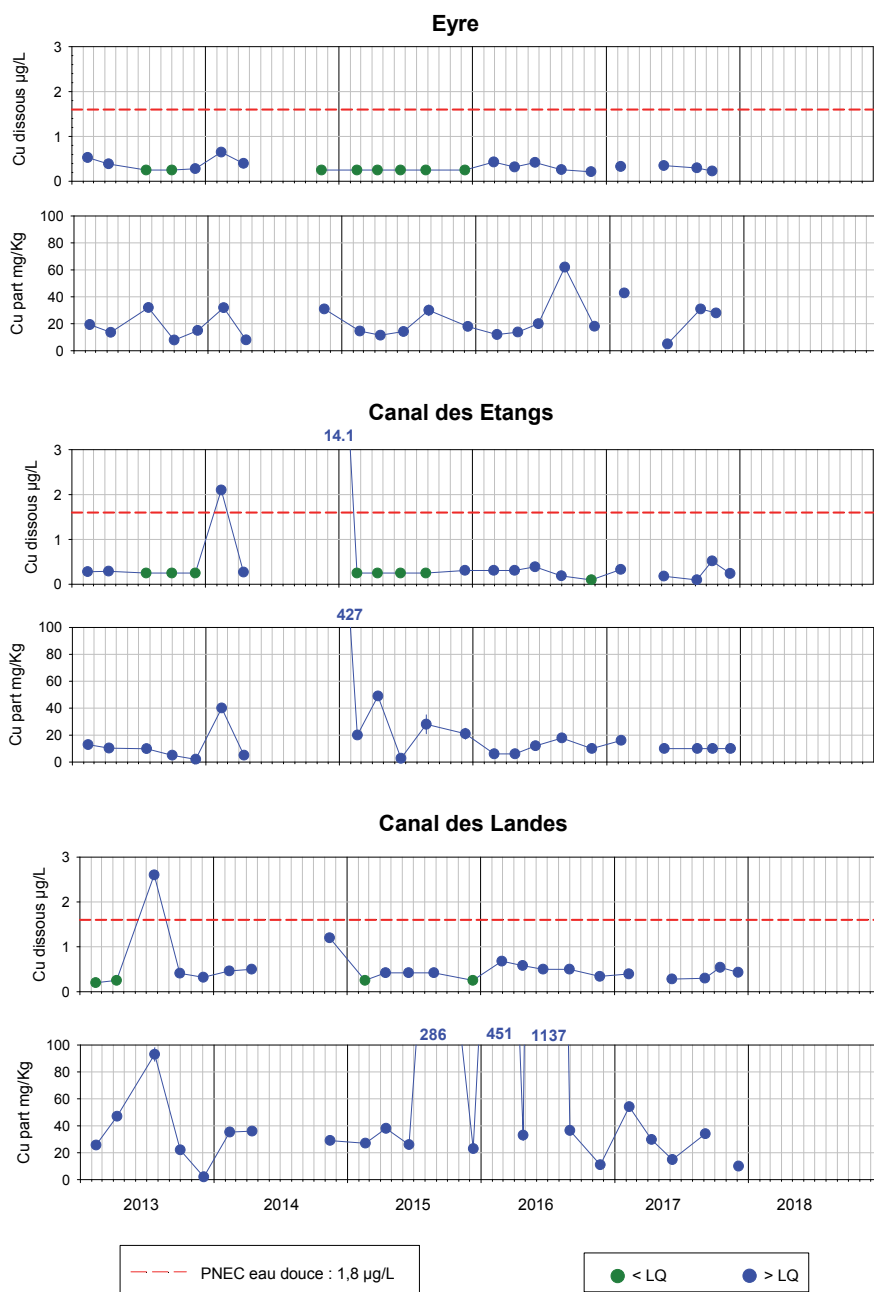 Eyre
3
2
1
0
Cu dissous µg/L
100
80
60
40
20
0
Cu part mg/Kg
Canal des Etangs
14.1
3
2
1
0
Cu dissous µg/L
427
100
80
60
40
20
0
Cu part mg/Kg
Canal des Landes
3
2
1
0
Cu dissous µg/L
286 451 1137
100
80
60
40
20
0
Cu part mg/Kg
2013 2014 2015 2016 2017 2018
PNEC eau douce : 1,8 µg/L
< LQ > LQ